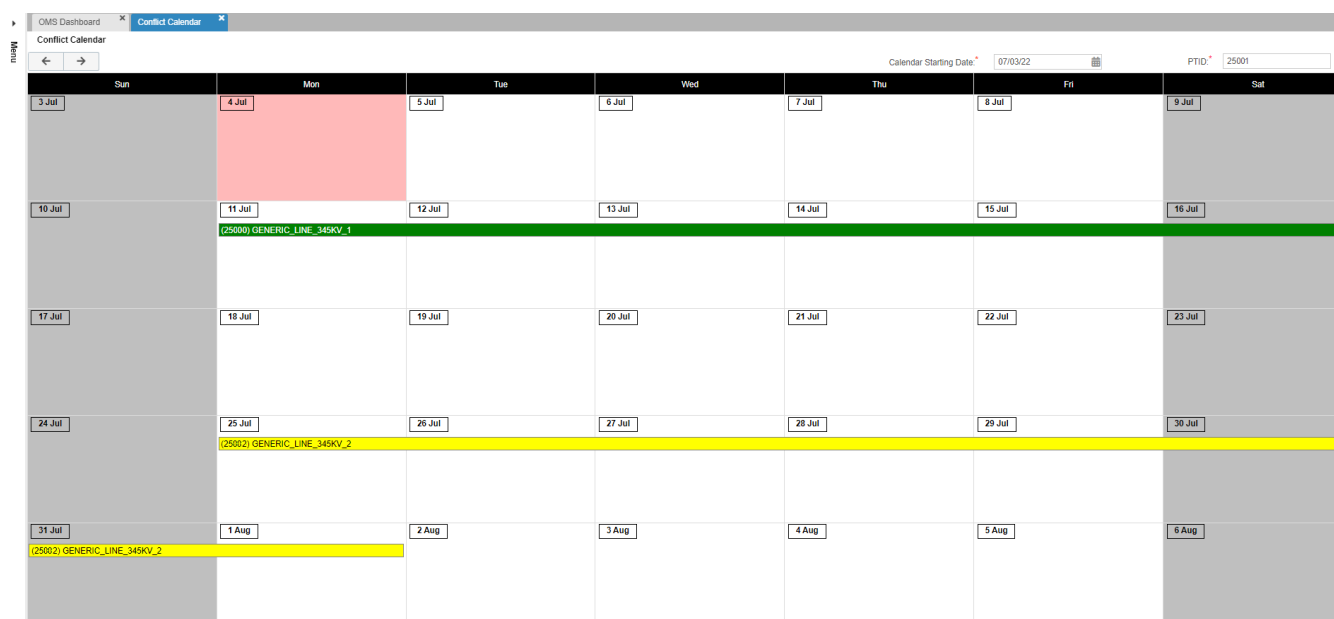 OMS Dashboard × Conflict Calendar ×
Menu
Conflict Calendar
Calendar Starting Date:* 07/03/22 PTID:* 25001
Sun Mon Tue Wed Thu Fri Sat
3 Jul 4 Jul 5 Jul 6 Jul 7 Jul 8 Jul 9 Jul
10 Jul 11 Jul 12 Jul 13 Jul 14 Jul 15 Jul 16 Jul
(25000) GENERIC_LINE_345KV_1
17 Jul 18 Jul 19 Jul 20 Jul 21 Jul 22 Jul 23 Jul
24 Jul 25 Jul 26 Jul 27 Jul 28 Jul 29 Jul 30 Jul
(25002) GENERIC_LINE_345KV_2
31 Jul 1 Aug 2 Aug 3 Aug 4 Aug 5 Aug 6 Aug
(25002) GENERIC_LINE_345KV_2